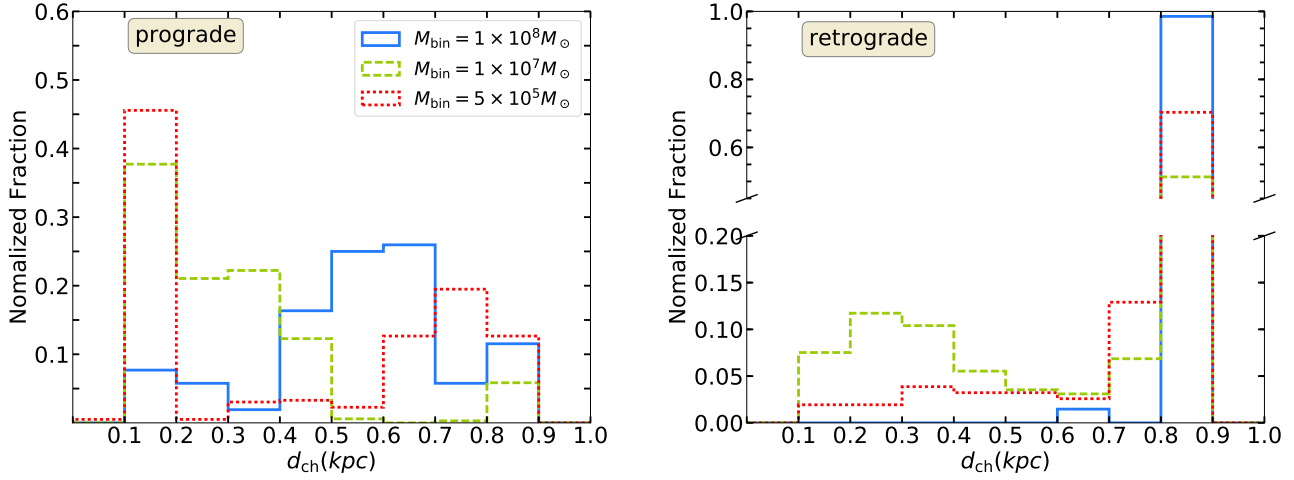 prograde
M_bin = 1 × 10^8 M_⊙
M_bin = 1 × 10^7 M_⊙
M_bin = 5 × 10^5 M_⊙
Nomalized Fraction
0.6
0.5
0.4
0.3
0.2
0.1
0.1 0.2 0.3 0.4 0.5 0.6 0.7 0.8 0.9 1.0
d_ch(kpc)
retrograde
Nomalized Fraction
1.0
0.8
0.6
0.20
0.15
0.10
0.05
0.00
0.1 0.2 0.3 0.4 0.5 0.6 0.7 0.8 0.9 1.0
d_ch(kpc)